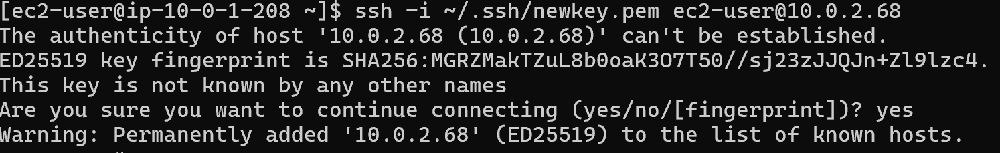 [ec2-user@ip-10-0-1-208 ~]$ ssh -i ~/.ssh/newkey.pem ec2-user@10.0.2.68
The authenticity of host '10.0.2.68 (10.0.2.68)' can't be established.
ED25519 key fingerprint is SHA256:MGRZMakTZuL8b0oaK3O7T50//sj23zJJQJn+Zl9lzc4.
This key is not known by any other names
Are you sure you want to continue connecting (yes/no/[fingerprint])? yes
Warning: Permanently added '10.0.2.68' (ED25519) to the list of known hosts.